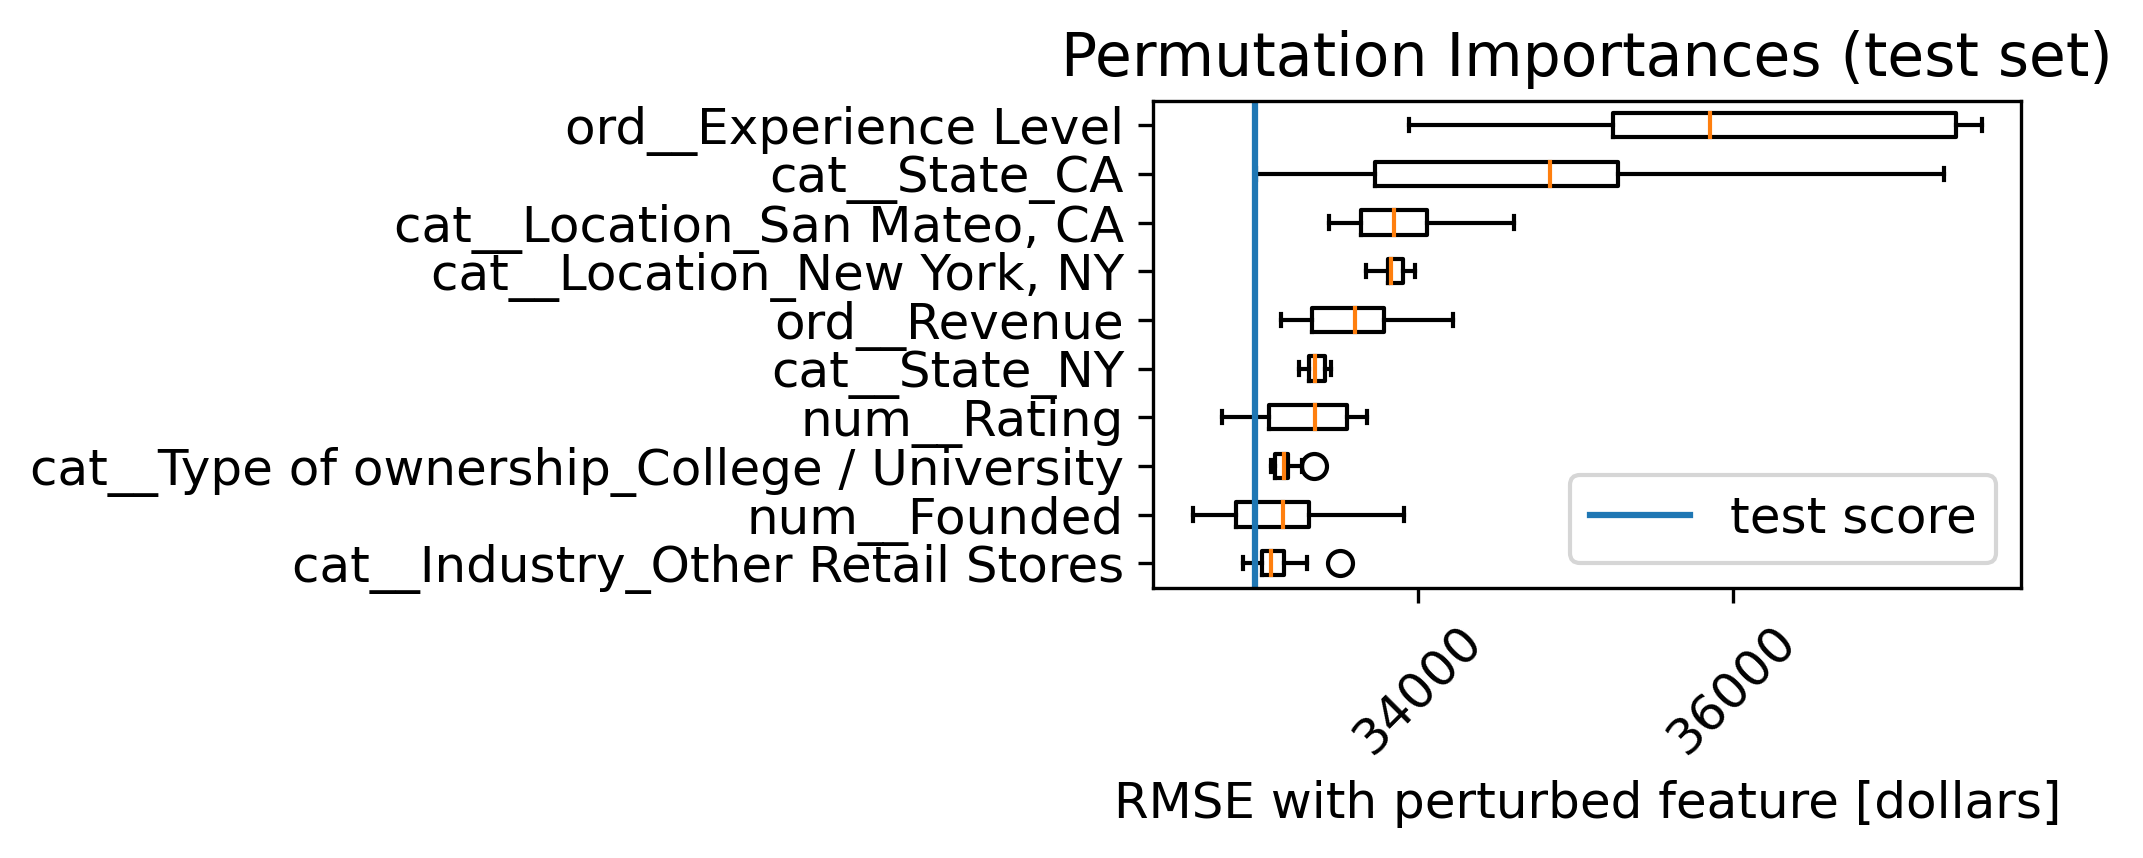 Permutation Importances (test set)
ord__Experience Level
cat__State_CA
cat__Location_San Mateo, CA
cat__Location_New York, NY
ord__Revenue
cat__State_NY
num__Rating
cat__Type of ownership_College / University
num__Founded
cat__Industry_Other Retail Stores
test score
34000
36000
RMSE with perturbed feature [dollars]